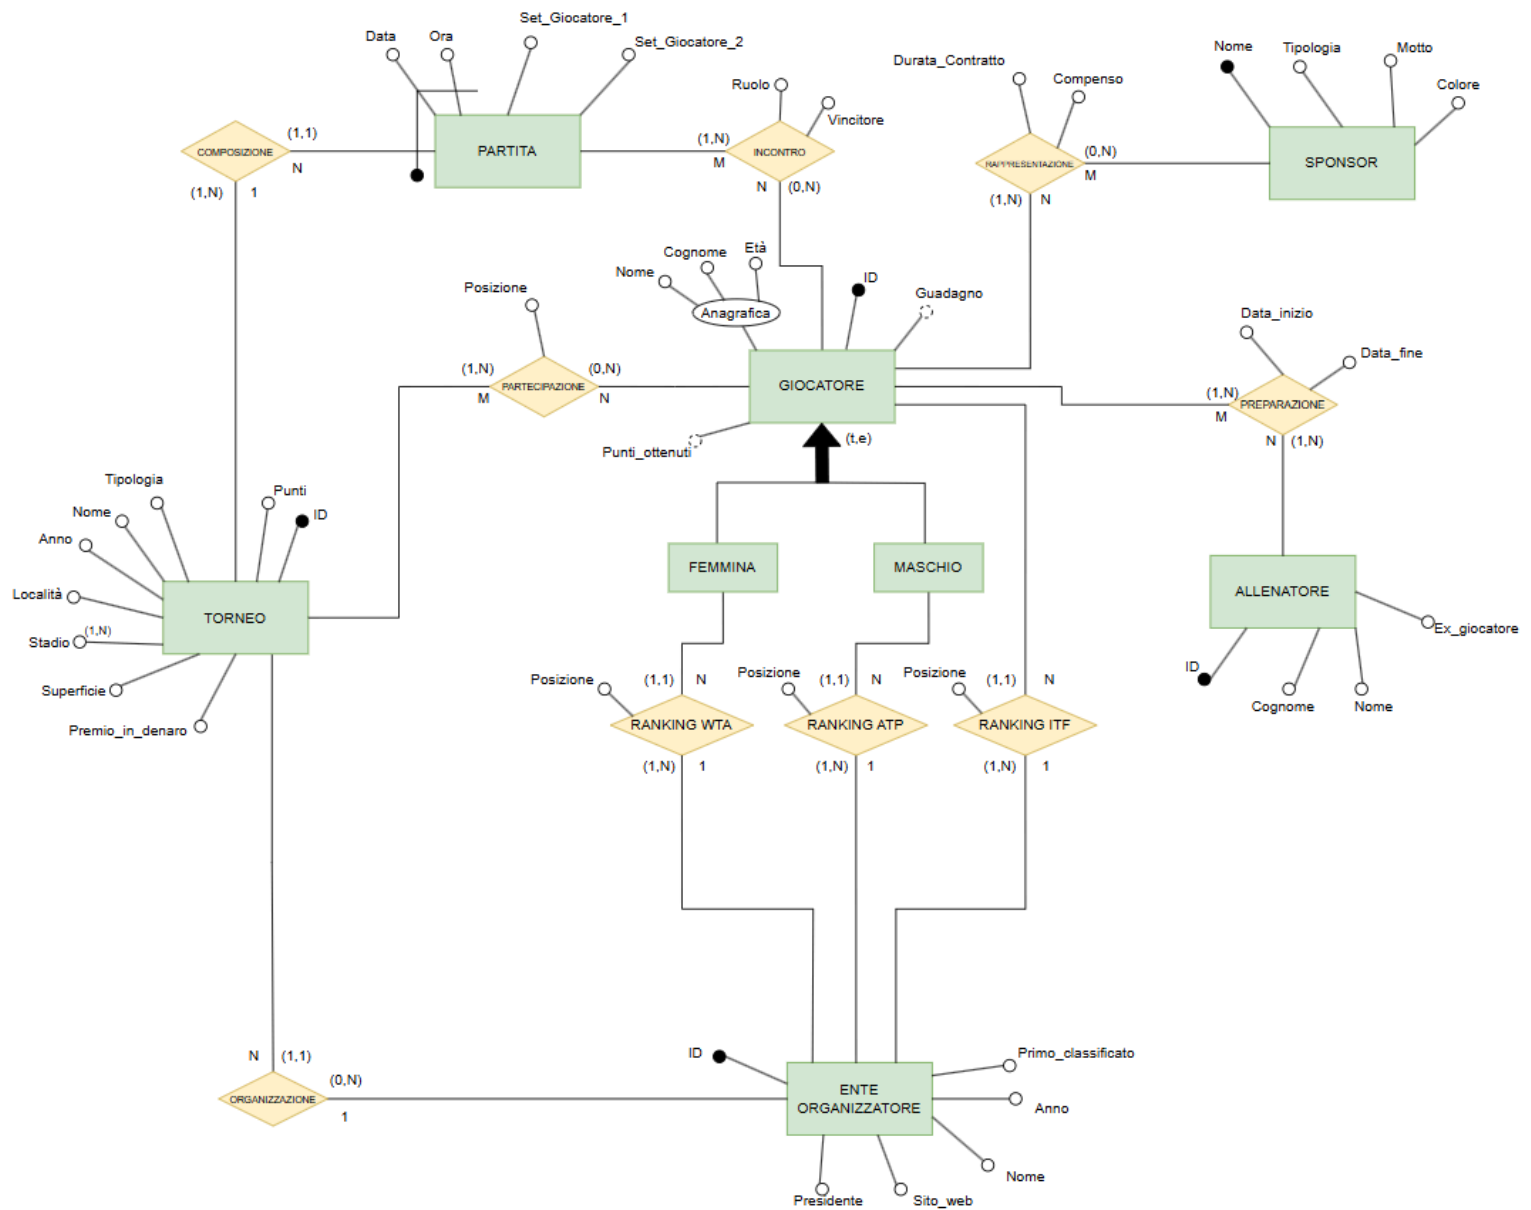 Set_Giocatore_1
Data
Ora
Set_Giocatore_2
Nome
Tipologia
Motto
Durata_Contratto
Compenso
Colore
Ruolo
Vincitore
COMPOSIZIONE
(1,1)
N
(1,N)
1
PARTITA
(1,N)
M
INCONTRO
N
(0,N)
RAPPRESENTAZIONE
(0,N)
M
(1,N)
N
SPONSOR
Cognome
Età
Nome
Anagrafica
ID
Guadagno
Posizione
Data_inizio
Data_fine
(1,N)
M
PARTECIPAZIONE
(0,N)
N
GIOCATORE
(1,N)
M
PREPARAZIONE
N
(1,N)
Punti_ottenuti
(t,e)
Tipologia
Punti
Nome
ID
Anno
Località
Stadio
(1,N)
Superficie
Premio_in_denaro
TORNEO
FEMMINA
MASCHIO
ALLENATORE
Ex_giocatore
ID
Cognome
Nome
Posizione
(1,1)
N
Posizione
(1,1)
N
Posizione
(1,1)
N
RANKING WTA
RANKING ATP
RANKING ITF
(1,N)
1
(1,N)
1
(1,N)
1
N
(1,1)
ORGANIZZAZIONE
(0,N)
1
ID
Primo_classificato
ENTE
ORGANIZZATORE
Anno
Nome
Presidente
Sito_web